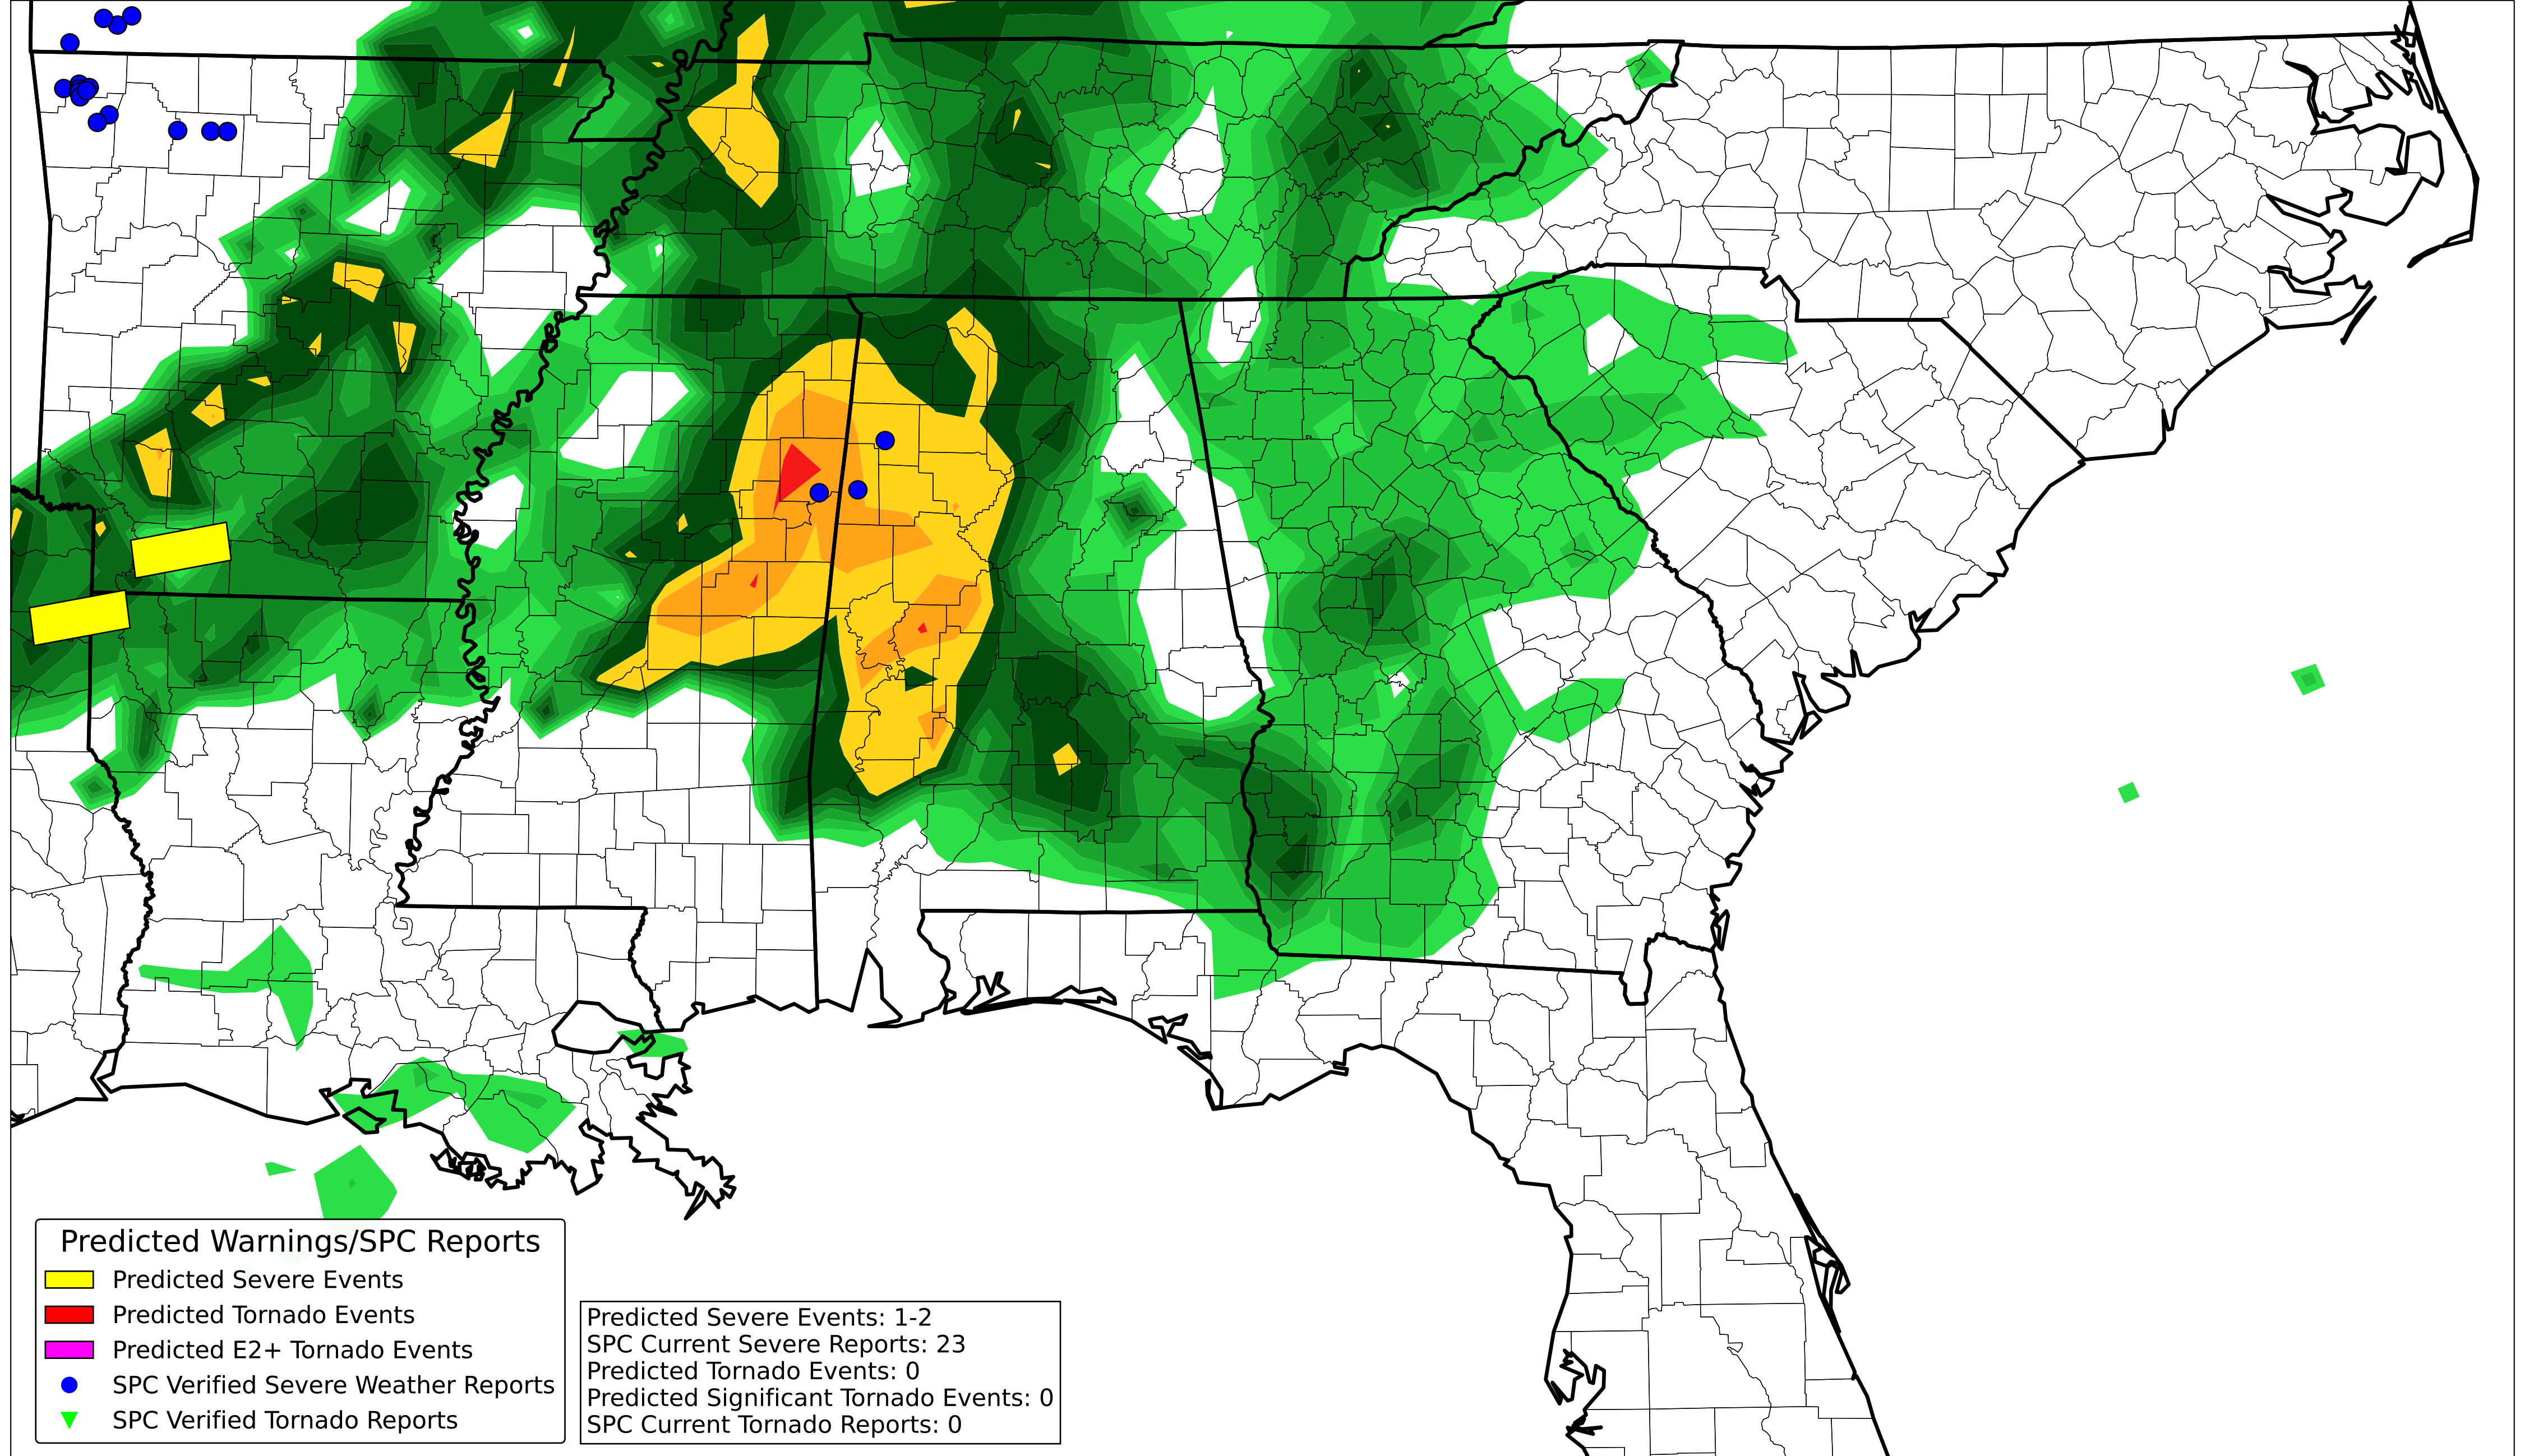 Predicted Warnings/SPC Reports
Predicted Severe Events
Predicted Tornado Events
Predicted E2+ Tornado Events
SPC Verified Severe Weather Reports
SPC Verified Tornado Reports
Predicted Severe Events: 1-2
SPC Current Severe Reports: 23
Predicted Tornado Events: 0
Predicted Significant Tornado Events: 0
SPC Current Tornado Reports: 0